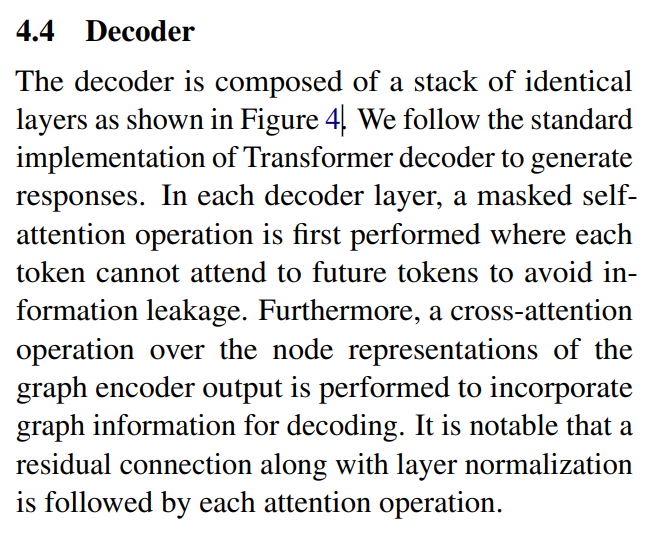 4.4 Decoder
The decoder is composed of a stack of identical
layers as shown in Figure 4. We follow the standard
implementation of Transformer decoder to generate
responses. In each decoder layer, a masked self-
attention operation is first performed where each
token cannot attend to future tokens to avoid in-
formation leakage. Furthermore, a cross-attention
operation over the node representations of the
graph encoder output is performed to incorporate
graph information for decoding. It is notable that a
residual connection along with layer normalization
is followed by each attention operation.